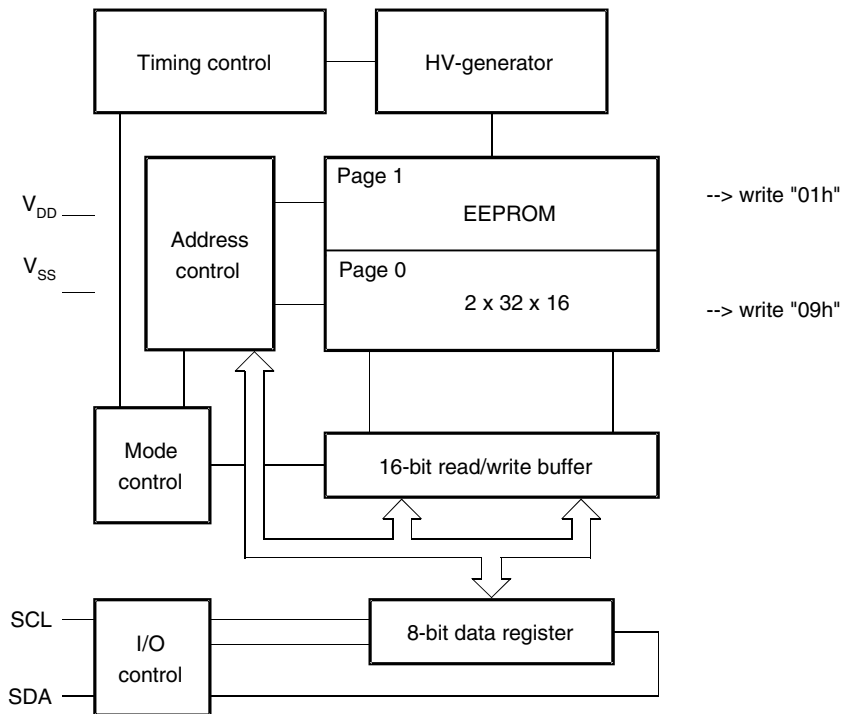 Timing control
HV-generator
Page 1
EEPROM
--> write "01h"
VDD
Address
control
VSS
Page 0
2 x 32 x 16
--> write "09h"
Mode
control
16-bit read/write buffer
SCL
I/O
control
8-bit data register
SDA